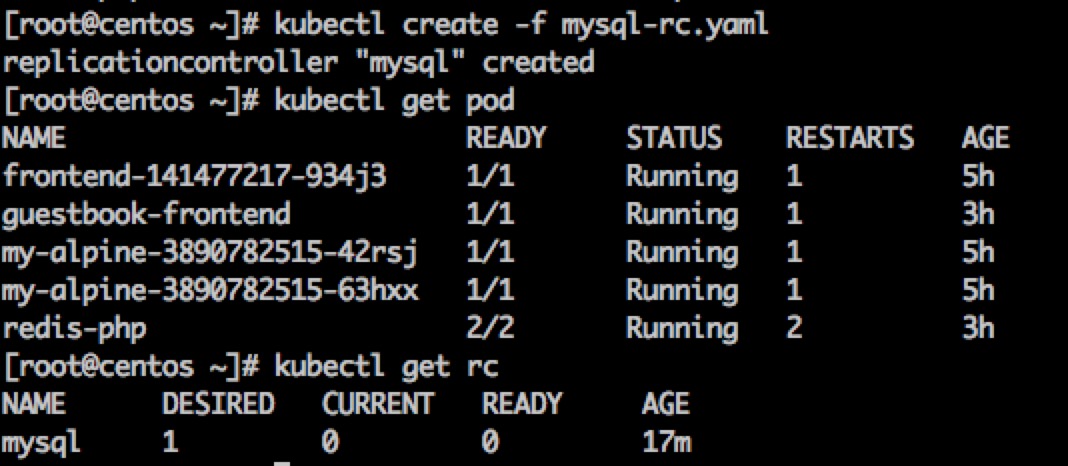 [root@centos ~]# kubectl create -f mysql-rc.yaml
replicationcontroller "mysql" created
[root@centos ~]# kubectl get pod
NAME READY STATUS RESTARTS AGE
frontend-141477217-934j3 1/1 Running 1 5h
guestbook-frontend 1/1 Running 1 3h
my-alpine-3890782515-42rsj 1/1 Running 1 5h
my-alpine-3890782515-63hxx 1/1 Running 1 5h
redis-php 2/2 Running 2 3h
[root@centos ~]# kubectl get rc
NAME DESIRED CURRENT READY AGE
mysql 1 0 0 17m